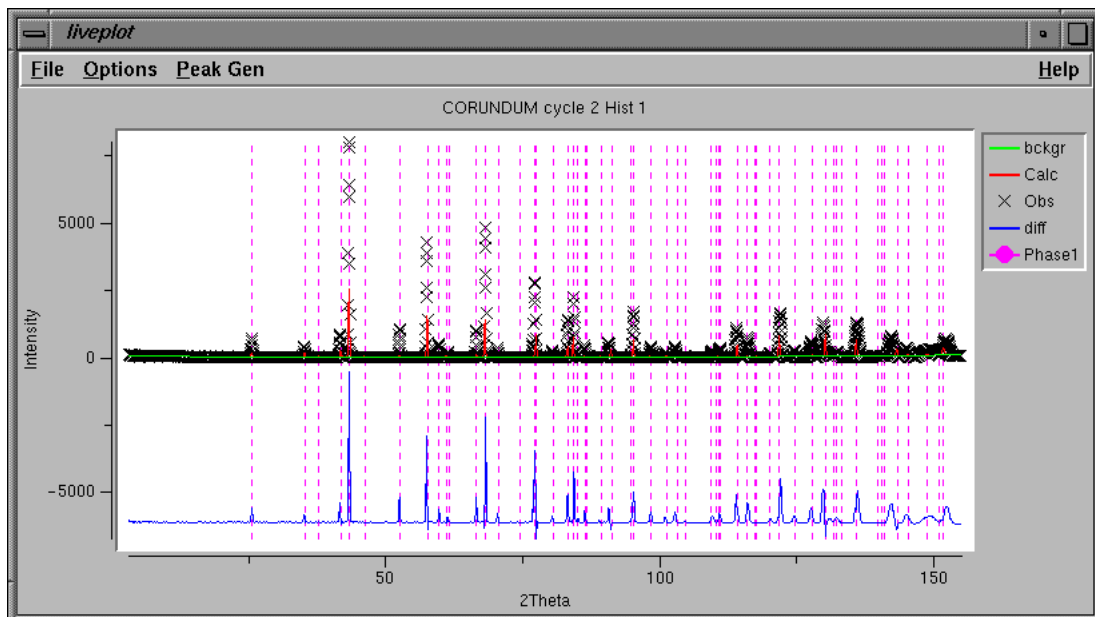 liveplot
File Options Peak Gen Help
CORUNDUM cycle 2 Hist 1
bckgr
Calc
Obs
diff
Phase1
Intensity
5000
0
−5000
50 100 150
2Theta